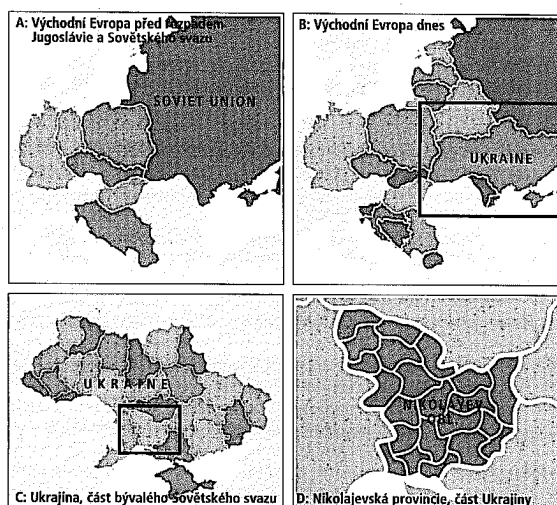 A: Východní Evropa před rozpadem
Jugoslávie a Sovětského svazu
SOVIET UNION
B: Východní Evropa dnes
UKRAINE
UKRAINE
C: Ukrajina, část bývalého Sovětského svazu
D: Nikolajevská provincie, část Ukrajiny